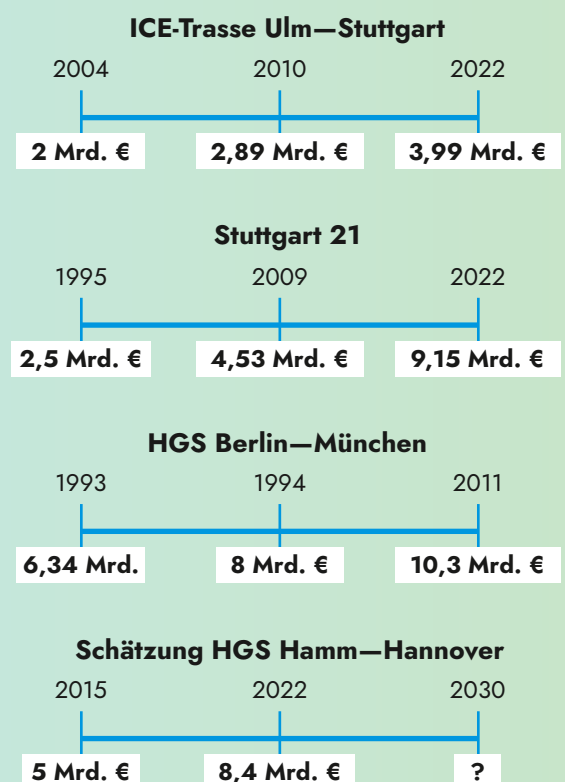 ICE-Trasse Ulm—Stuttgart
2004 2010 2022
2 Mrd. € 2,89 Mrd. € 3,99 Mrd. €
Stuttgart 21
1995 2009 2022
2,5 Mrd. € 4,53 Mrd. € 9,15 Mrd. €
HGS Berlin—München
1993 1994 2011
6,34 Mrd. 8 Mrd. € 10,3 Mrd. €
Schätzung HGS Hamm—Hannover
2015 2022 2030
5 Mrd. € 8,4 Mrd. € ?